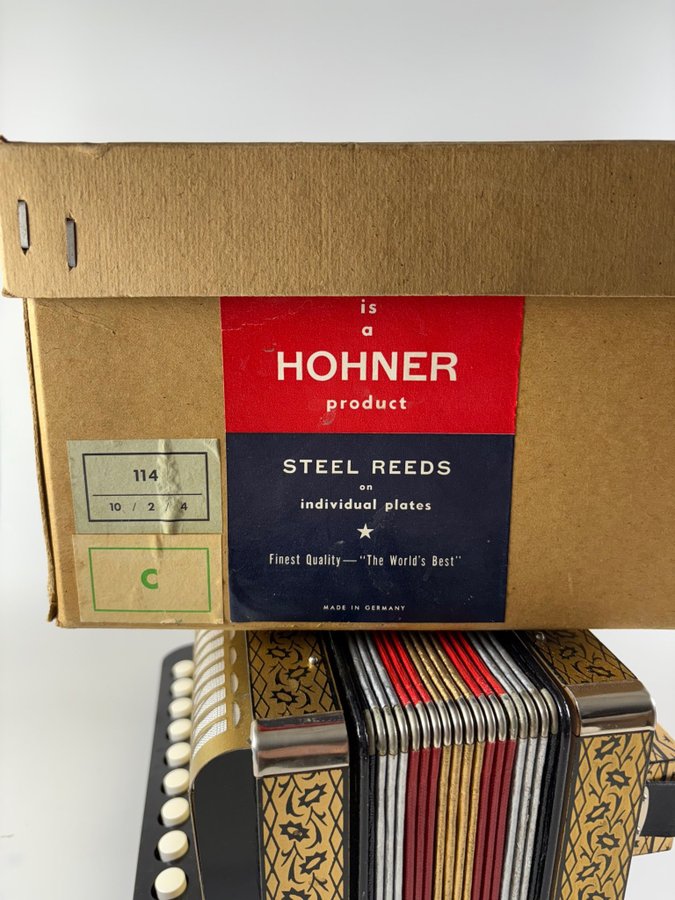 is
a
HOHNER
product
STEEL REEDS
on
individual plates
Finest Quality—"The World's Best"
MADE IN GERMANY
114
10 / 2 / 4
C